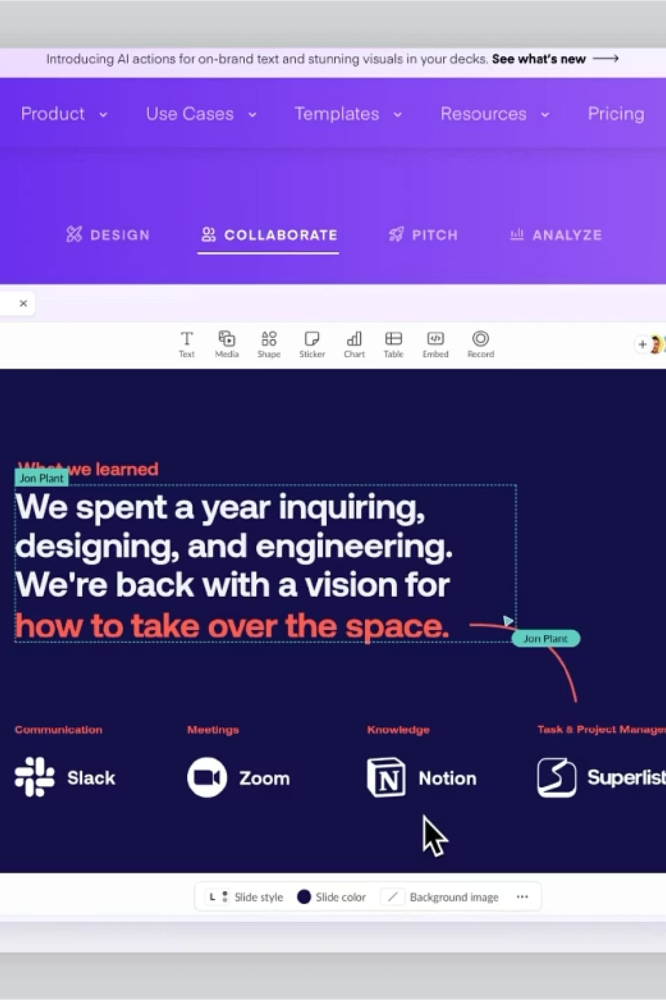 Introducing AI actions for on-brand text and stunning visuals in your decks. See what's new
Product
Use Cases
Templates
Resources
Pricing
DESIGN
COLLABORATE
PITCH
ANALYZE
Text
Media
Shape
Sticker
Chart
Table
Embed
Record
we learned
Jon Plant
We spent a year inquiring,
designing, and engineering.
We're back with a vision for
how to take over the space.
Jon Plant
Communication
Meetings
Knowledge
Task & Project
Slack
Zoom
Notion
Superlist
L
Slide style
Slide color
Background image